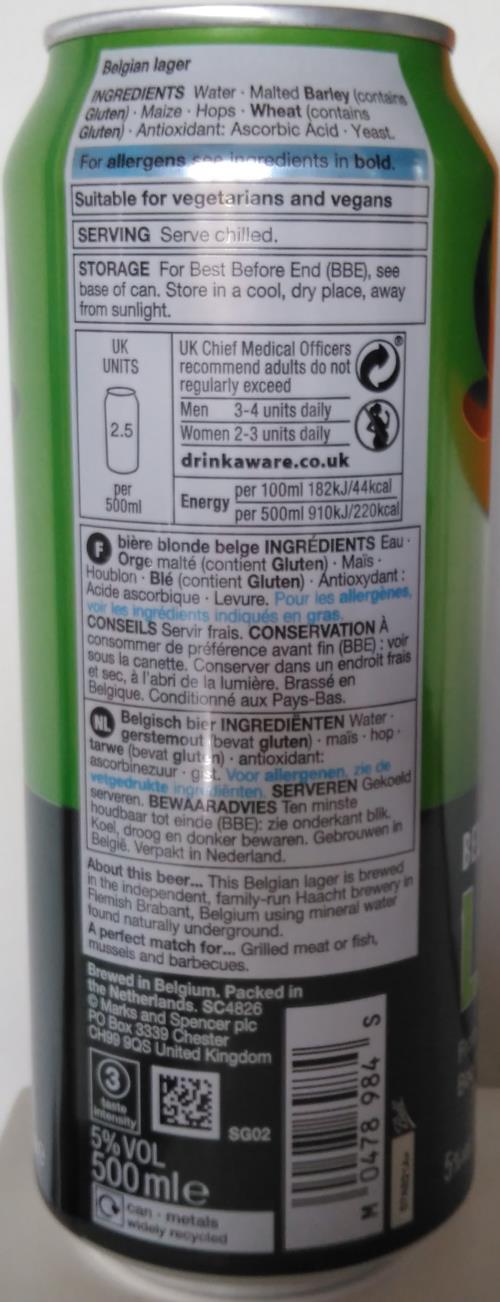 Belgian lager
INGREDIENTS Water · Malted Barley (contains
Gluten) · Maize · Hops · Wheat (contains
Gluten) · Antioxidant: Ascorbic Acid · Yeast.
For allergens see ingredients in bold.
Suitable for vegetarians and vegans
SERVING Serve chilled.
STORAGE For Best Before End (BBE), see
base of can. Store in a cool, dry place, away
from sunlight.
UK
UNITS
2.5
per
500ml
UK Chief Medical Officers
recommend adults do not
regularly exceed
Men 3-4 units daily
Women 2-3 units daily
drinkaware.co.uk
Energy
per 100ml 182kJ/44kcal
per 500ml 910kJ/220kcal
F bière blonde belge INGRÉDIENTS Eau ·
Orge malté (contient Gluten) · Maïs ·
Houblon · Blé (contient Gluten) · Antioxydant :
Acide ascorbique · Levure. Pour les allergènes,
voir les ingrédients indiqués en gras.
CONSEILS Servir frais. CONSERVATION À
consommer de préférence avant fin (BBE) : voir
sous la canette. Conserver dans un endroit frais
et sec, à l'abri de la lumière. Brassé en
Belgique. Conditionné aux Pays-Bas.
NL Belgisch bier INGREDIËNTEN Water ·
gerstemout (bevat gluten) · maïs · hop ·
tarwe (bevat gluten) · antioxidant:
ascorbinezuur · gist. Voor allergenen, zie de
vetgedrukte ingrediënten. SERVEREN Gekoeld
serveren. BEWAARADVIES Ten minste
houdbaar tot einde (BBE): zie onderkant blik.
Koel, droog en donker bewaren. Gebrouwen in
België. Verpakt in Nederland.
About this beer... This Belgian lager is brewed
in the independent, family-run Haacht brewery in
Flemish Brabant, Belgium using mineral water
found naturally underground.
A perfect match for... Grilled meat or fish,
mussels and barbecues.
Brewed in Belgium. Packed in
the Netherlands. SC4826
© Marks and Spencer plc
PO Box 3339 Chester
CH99 9QS United Kingdom
3
taste
intensity
SG02
5% VOL
500 ml e
can · metals
widely recycled
M 0478 984 S